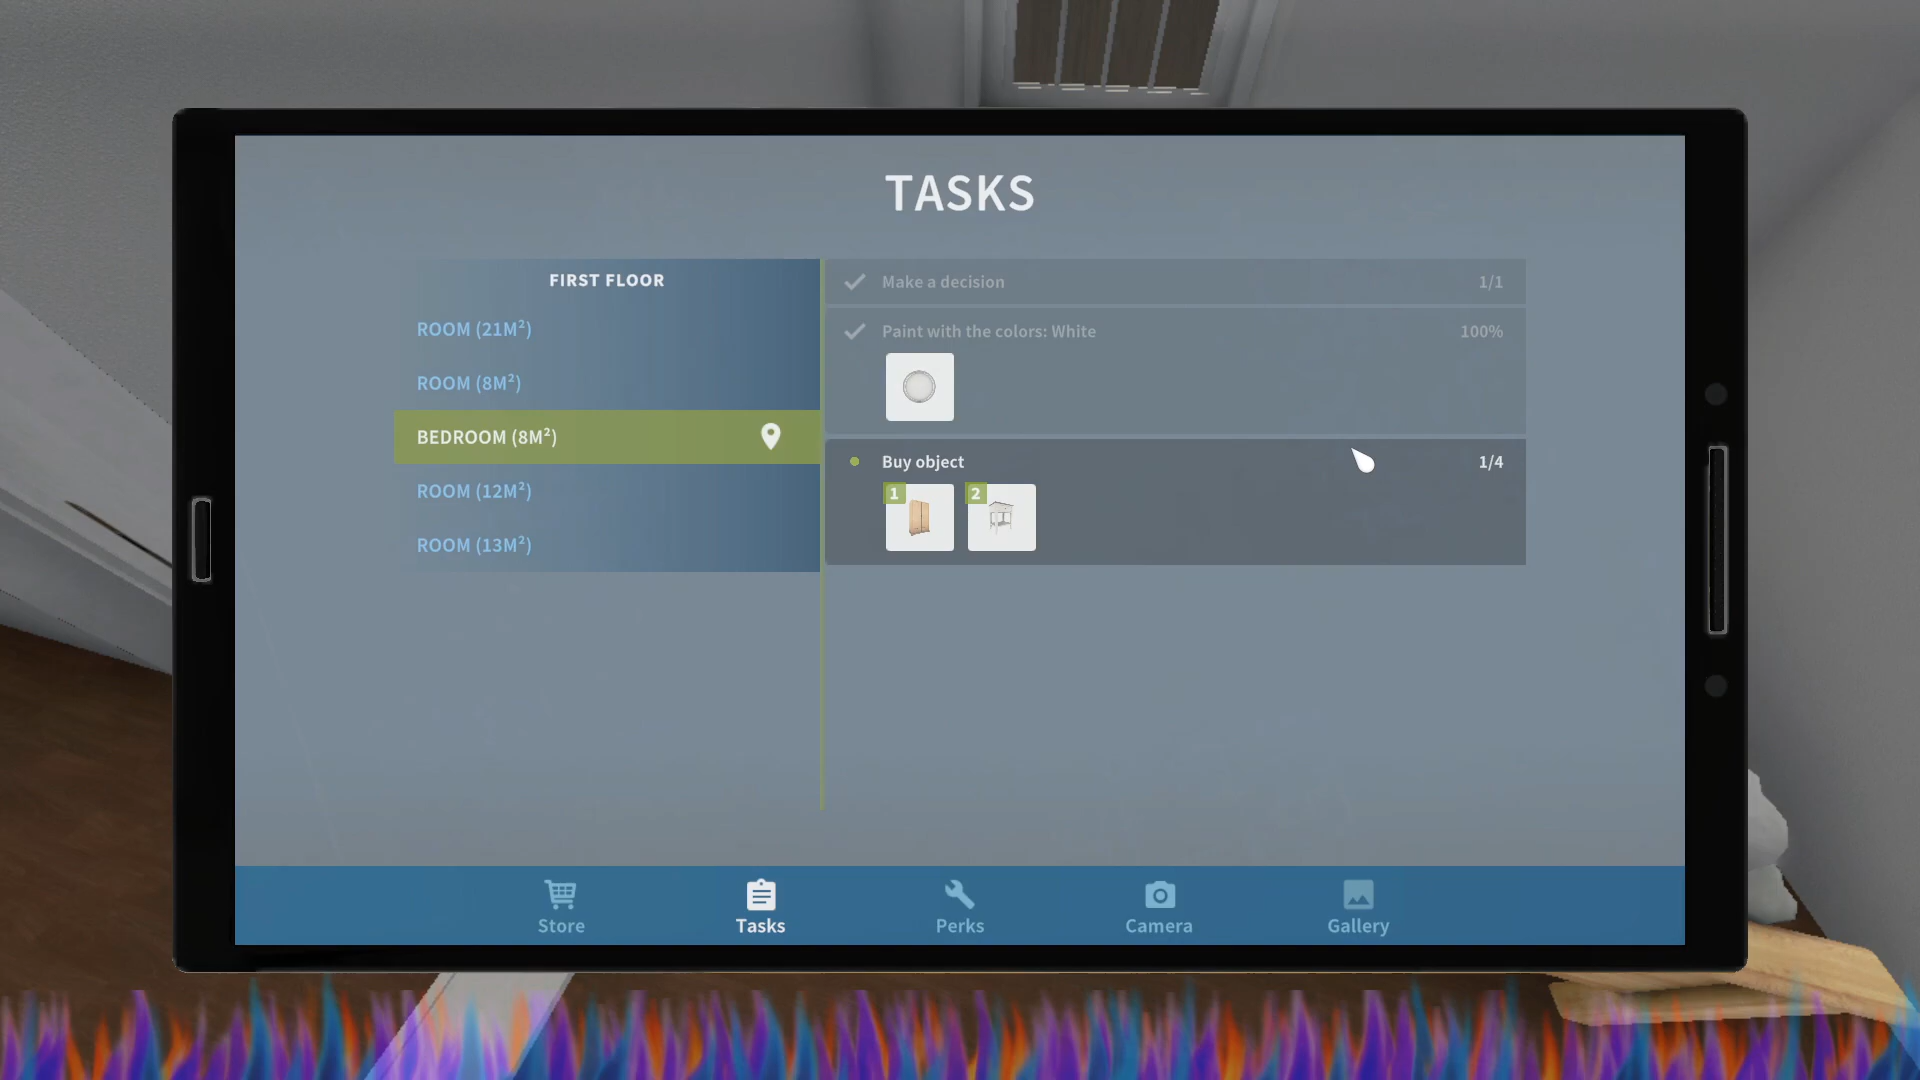 TASKS
FIRST FLOOR
ROOM (21M²)
ROOM (8M²)
BEDROOM (8M²)
ROOM (12M²)
ROOM (13M²)
Make a decision 1/1
Paint with the colors: White 100%
Buy object 1/4
1 2
Store Tasks Perks Camera Gallery